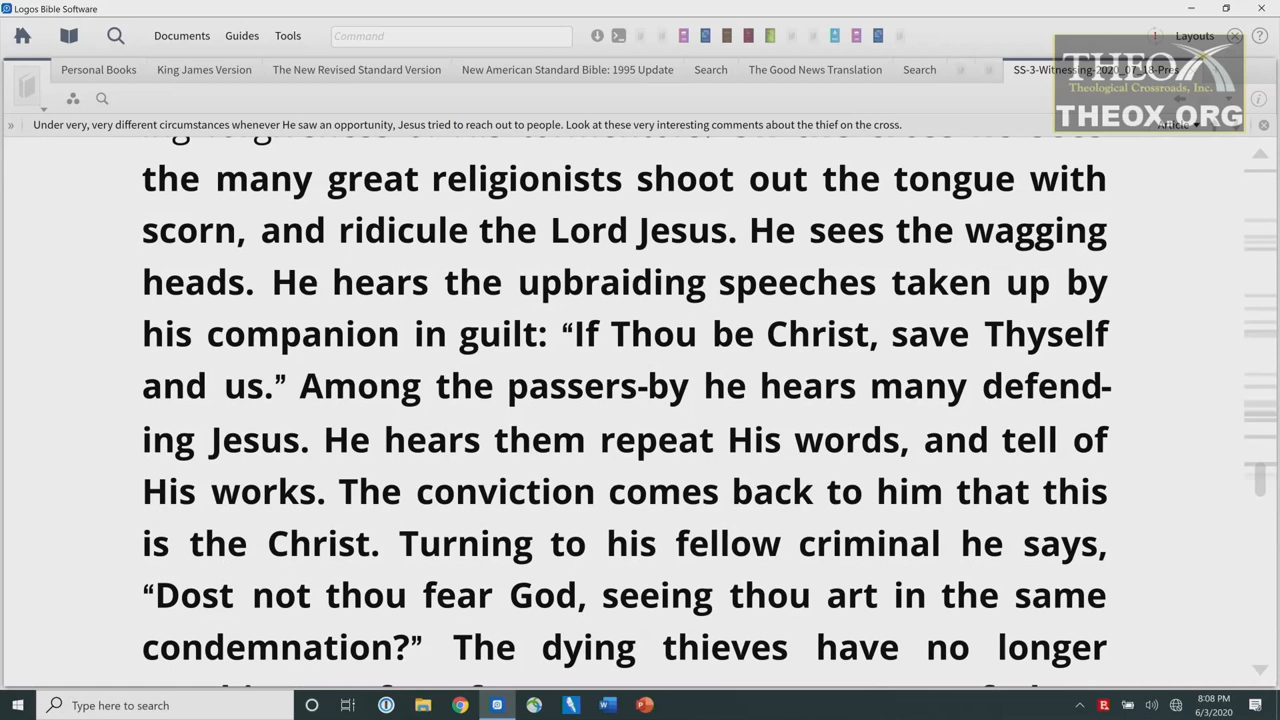 Logos Bible Software
Documents Guides Tools Command Layouts
Personal Books King James Version The New Revised New American Standard Bible: 1995 Update Search The Good News Translation Search SS-3-Witnessing-2020_07_18-Pres
THEOX
Theological Crossroads, Inc.
THEOX.ORG
Under very, very different circumstances whenever He saw an opportunity, Jesus tried to reach out to people. Look at these very interesting comments about the thief on the cross.
Article
the many great religionists shoot out the tongue with
scorn, and ridicule the Lord Jesus. He sees the wagging
heads. He hears the upbraiding speeches taken up by
his companion in guilt: “If Thou be Christ, save Thyself
and us.” Among the passers-by he hears many defend-
ing Jesus. He hears them repeat His words, and tell of
His works. The conviction comes back to him that this
is the Christ. Turning to his fellow criminal he says,
“Dost not thou fear God, seeing thou art in the same
condemnation?” The dying thieves have no longer
Type here to search
8:08 PM
6/3/2020